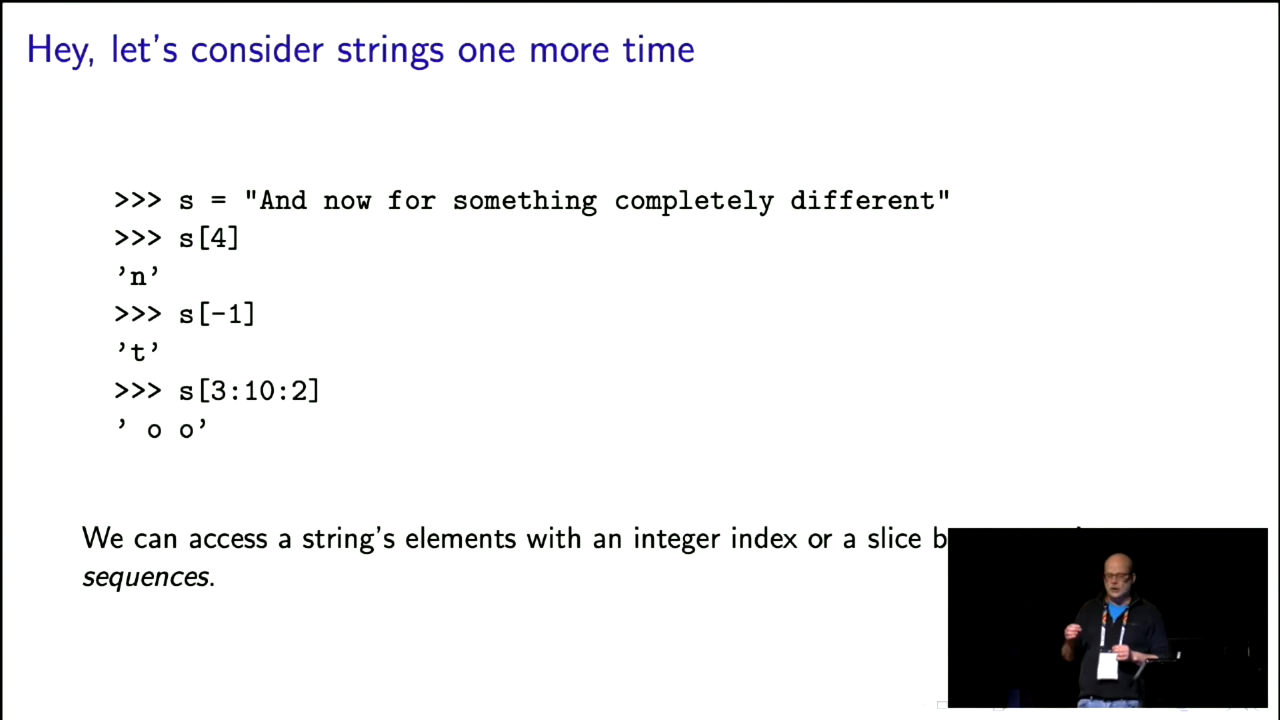 Hey, let's consider strings one more time
>>> s = "And now for something completely different"
>>> s[4]
’n’
>>> s[-1]
’t’
>>> s[3:10:2]
’ o o’
We can access a string's elements with an integer index or a slice
sequences.